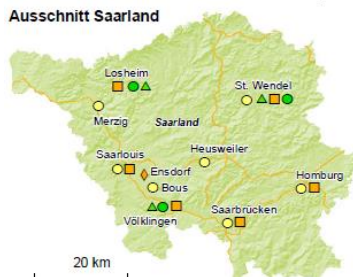 Ausschnitt Saarland
Losheim
St. Wendel
Merzig
Saarland
Heusweiler
Saarlouis
Ensdorf
Homburg
Bous
Völklingen
Saarbrücken
20 km